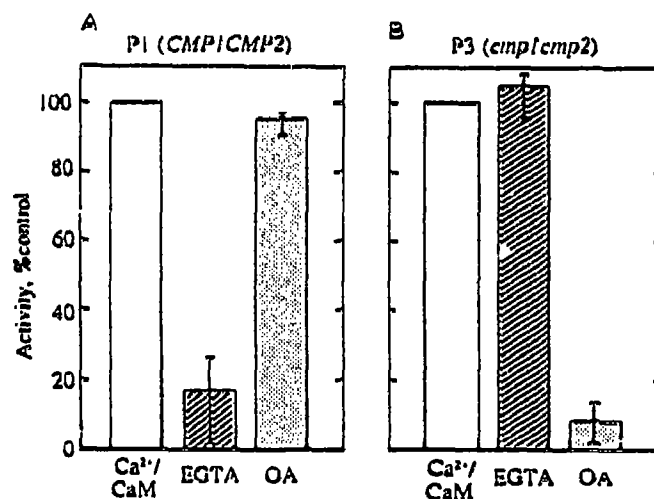 A
P1 (CMP1CMP2)
B
P3 (cmp1cmp2)
Activity, %control
100
80
60
40
20
0
Ca²⁺/
CaM
EGTA
OA
Ca²⁺/
CaM
EGTA
OA